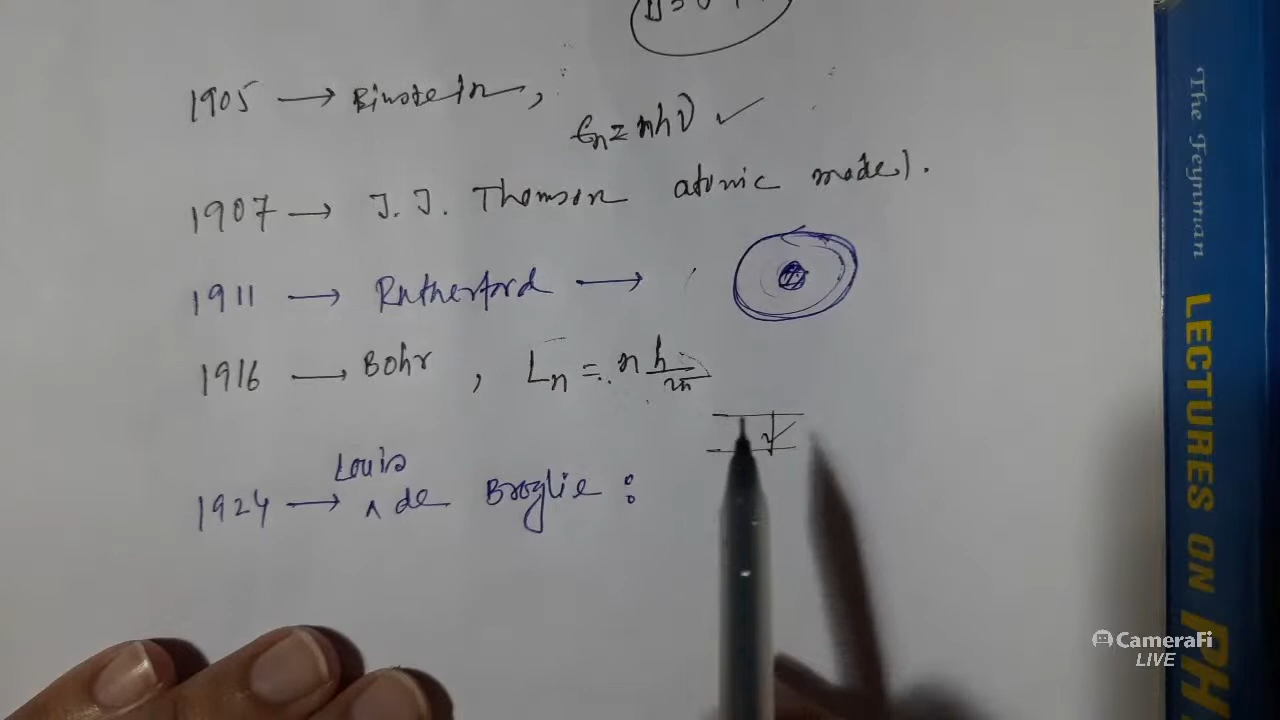 1905 → Einstein,
En = nhν ✓
1907 → J. J. Thomson atomic model.
1911 → Rutherford →
1916 → Bohr, Ln = n h/2π
Louis
1924 → ^ de Broglie :
The Feynman LECTURES ON PH
CameraFi
LIVE